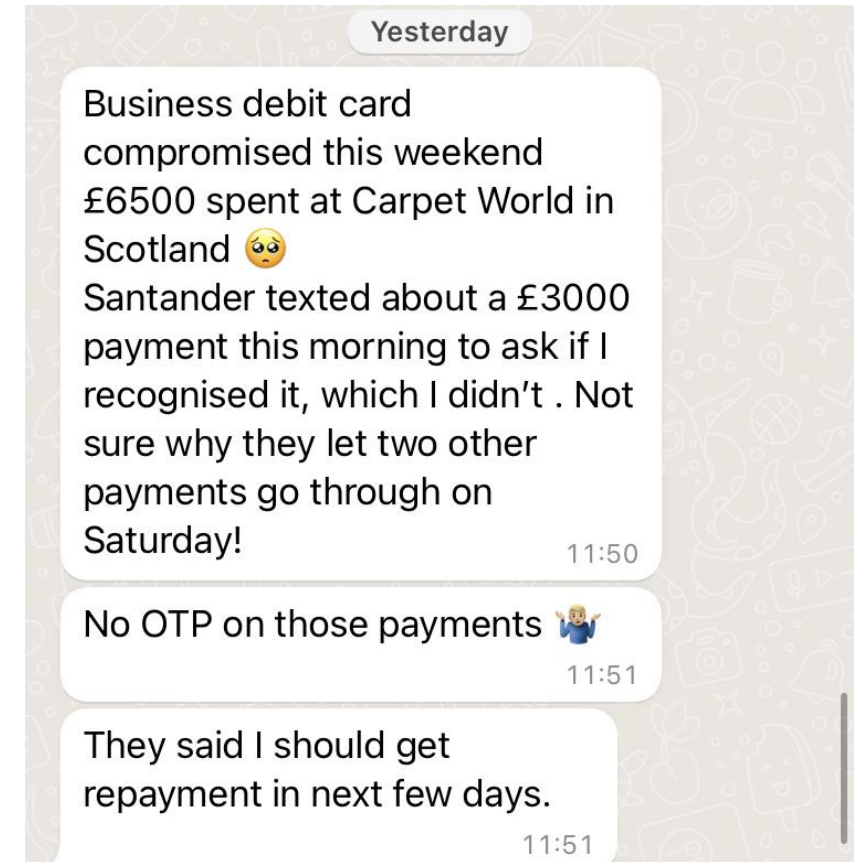 Yesterday
Business debit card
compromised this weekend
£6500 spent at Carpet World in
Scotland 🥺
Santander texted about a £3000
payment this morning to ask if I
recognised it, which I didn’t . Not
sure why they let two other
payments go through on
Saturday!
11:50
No OTP on those payments 🤷🏼‍♂️
11:51
They said I should get
repayment in next few days.
11:51